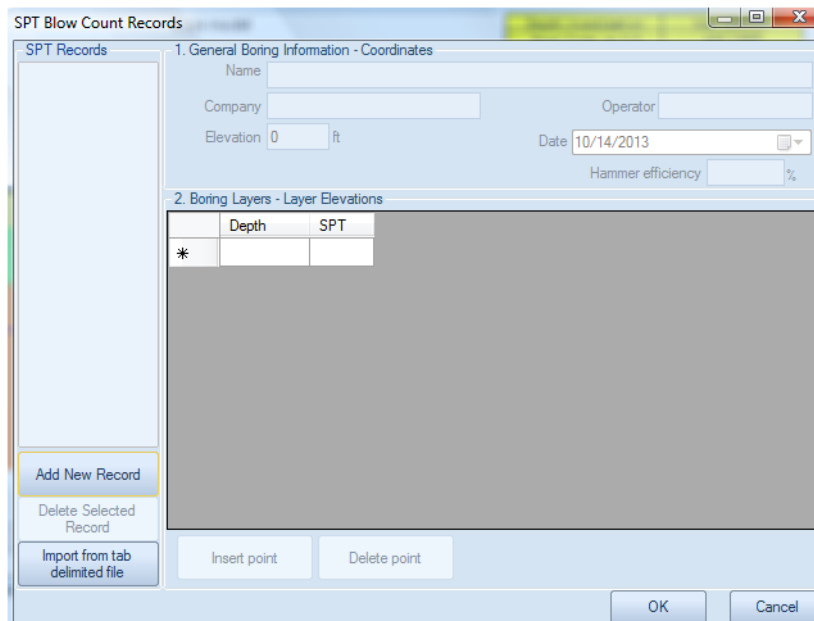 SPT Blow Count Records
SPT Records
1. General Boring Information - Coordinates
Name
Company
Operator
Elevation 0 ft
Date 10/14/2013
Hammer efficiency %
2. Boring Layers - Layer Elevations
Depth SPT
*
Add New Record
Delete Selected
Record
Import from tab
delimited file
Insert point
Delete point
OK
Cancel